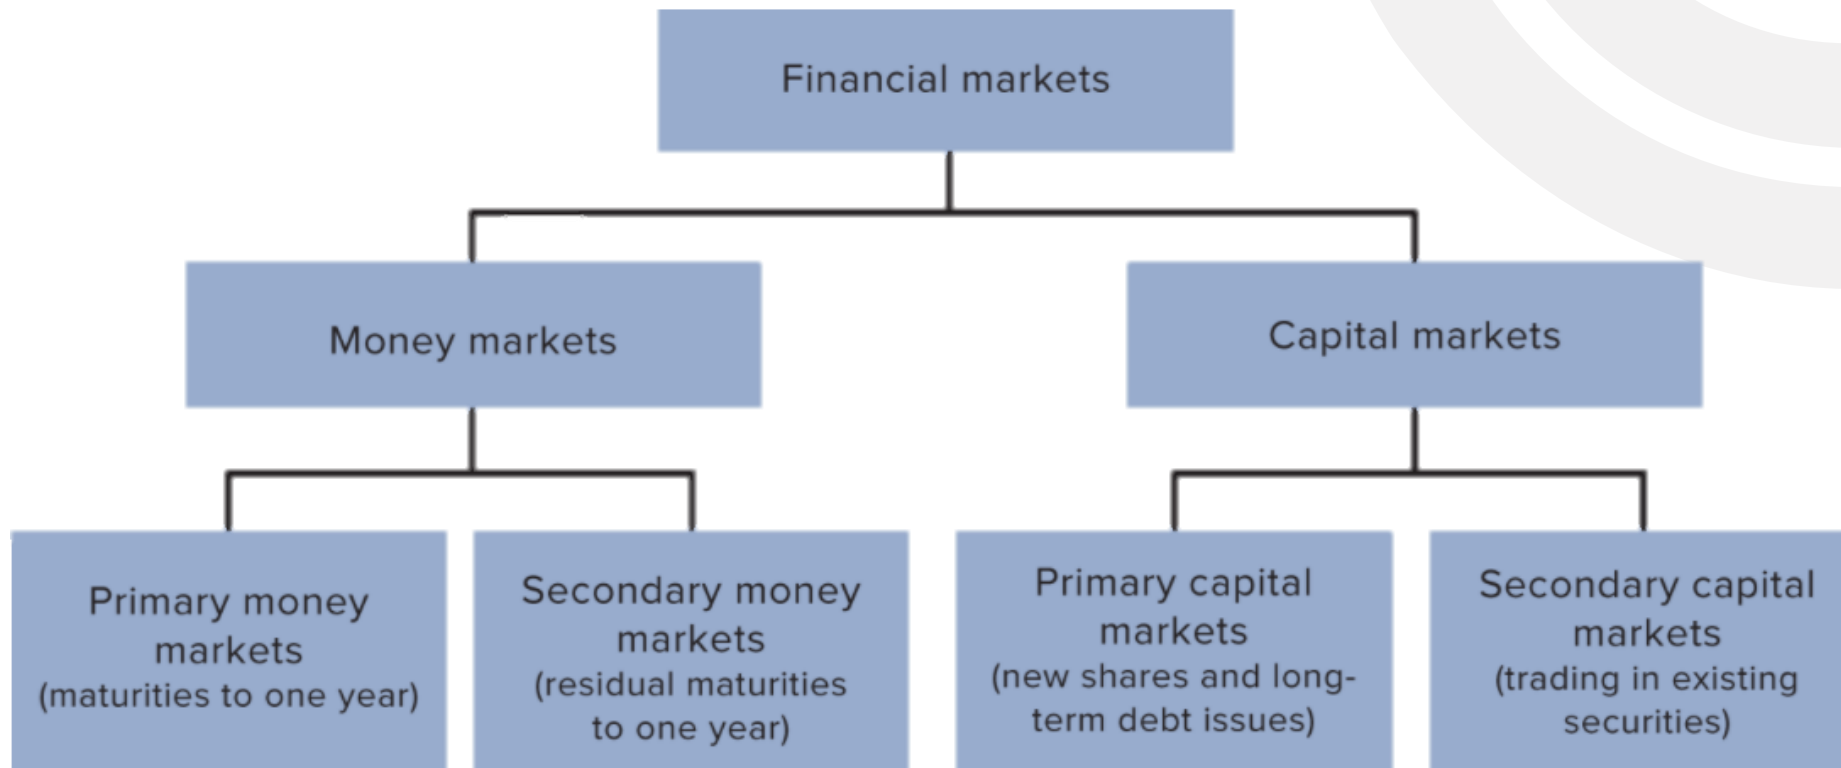 Financial markets
Money markets
Capital markets
Primary money
markets
(maturities to one year)
Secondary money
markets
(residual maturities
to one year)
Primary capital
markets
(new shares and long-
term debt issues)
Secondary capital
markets
(trading in existing
securities)